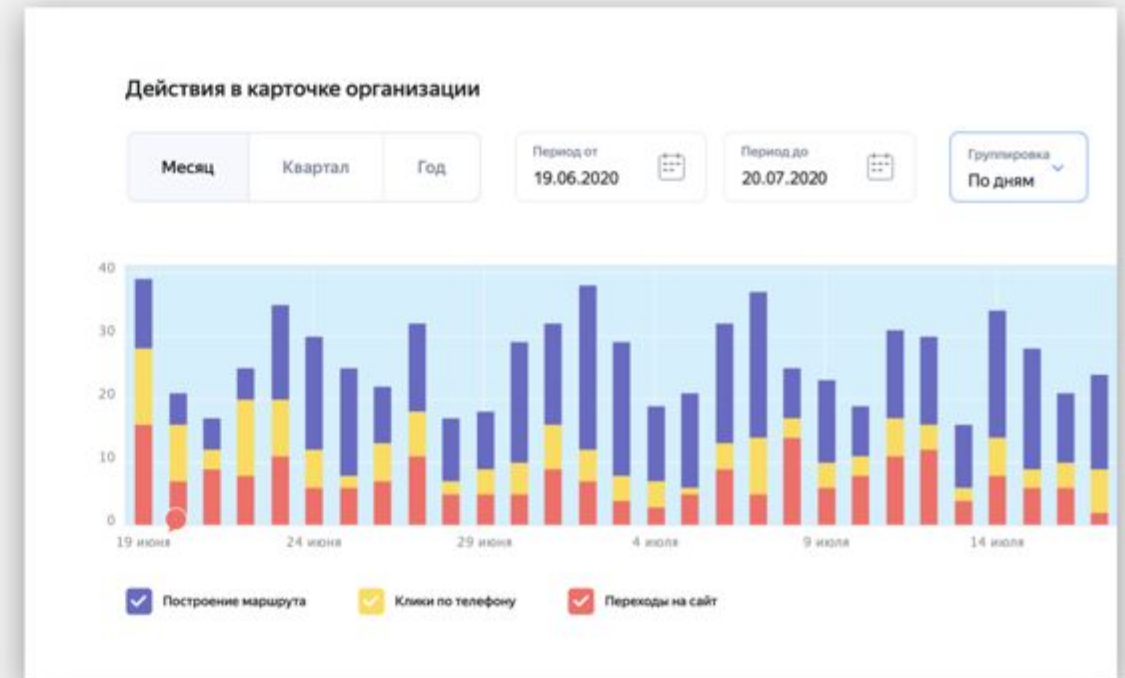 Действия в карточке организации
Месяц Квартал Год
Период от
19.06.2020
Период до
20.07.2020
Группировка
По дням
40
30
20
10
0
19 июня 24 июня 29 июня 4 июля 9 июля 14 июля
Построение маршрута Клики по телефону Переходы на сайт